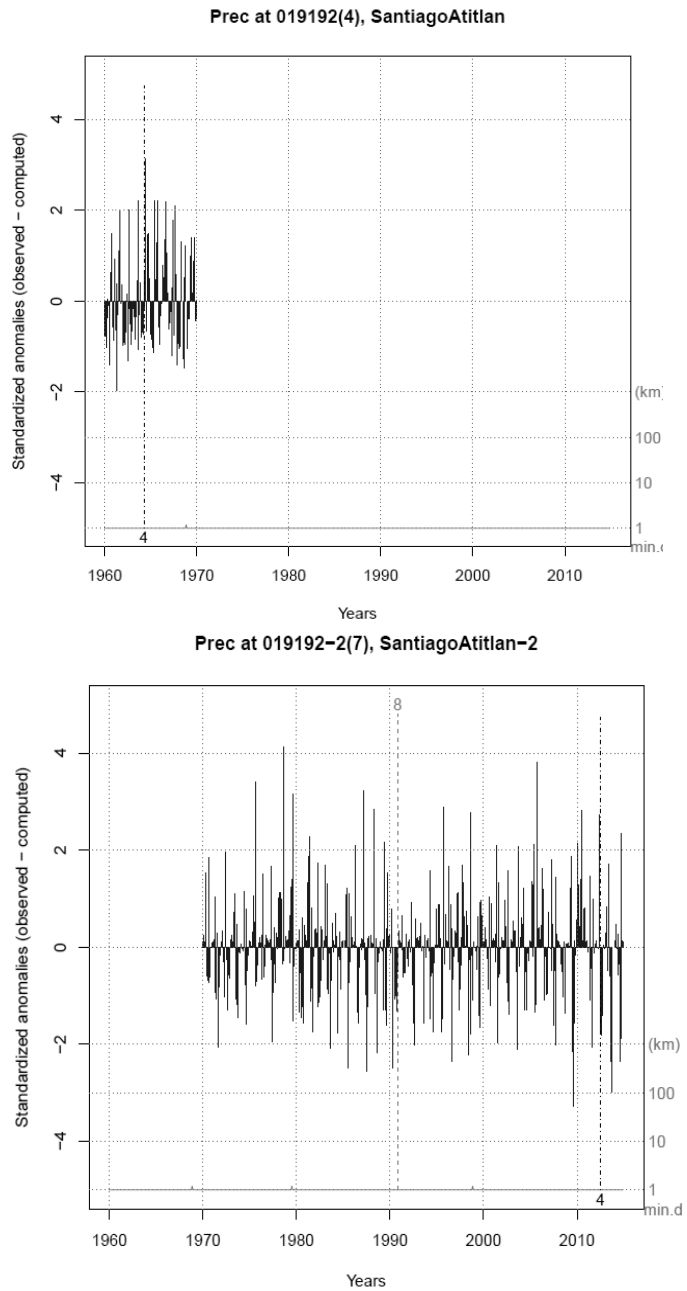 Prec at 019192(4), SantiagoAtitlan
Standardized anomalies (observed − computed)
4
2
0
−2
−4
(km)
100
10
1
min.d
4
1960 1970 1980 1990 2000 2010
Years
Prec at 019192−2(7), SantiagoAtitlan−2
Standardized anomalies (observed − computed)
8
4
2
0
−2
−4
(km)
100
10
1
min.d
4
1960 1970 1980 1990 2000 2010
Years